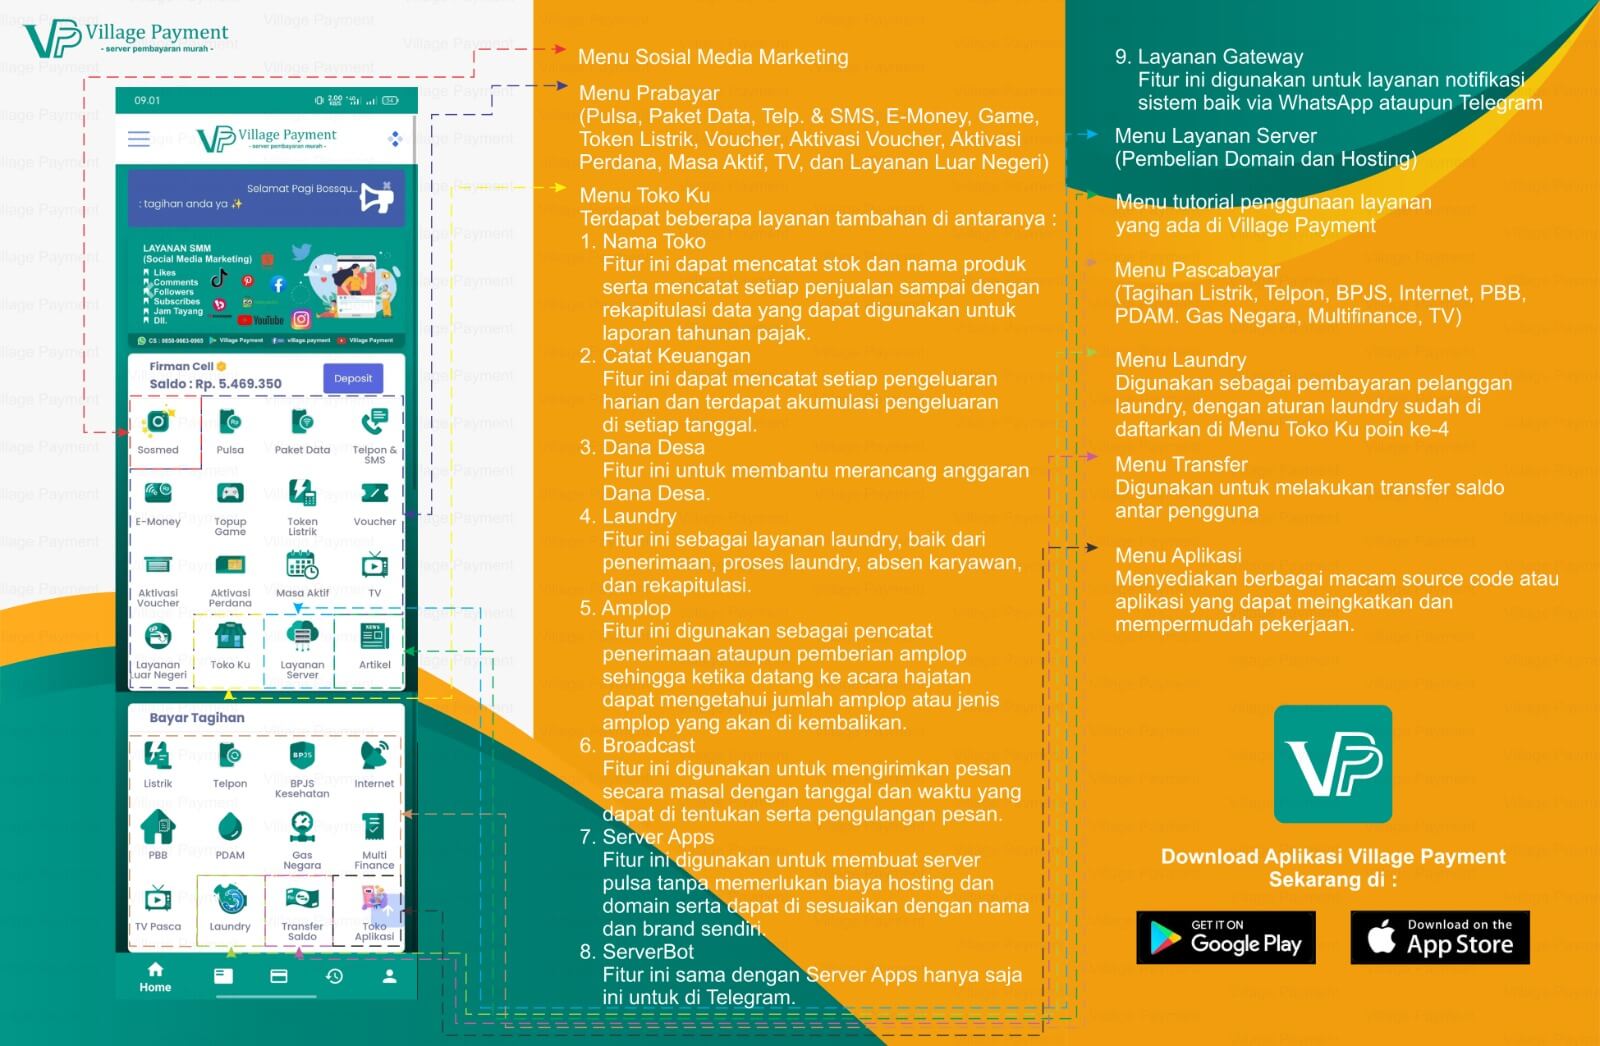 Village Payment
- server pembayaran murah -
09.01
2.00
KB/S
54
Village Payment
- server pembayaran murah -
Selamat Pagi Bossqu...
: tagihan anda ya ✨
LAYANAN SMM
(Social Media Marketing)
Likes
Comments
Followers
Subscribes
Jam Tayang
Dll.
YouTube
CS : 0858-0663-0965
Village Payment
village.payment
Village Payment
Firman Cell
Saldo : Rp. 5.469.350
Deposit
Sosmed
Pulsa
Paket Data
Telpon &
SMS
E-Money
Topup
Game
Token
Listrik
Voucher
Aktivasi
Voucher
Aktivasi
Perdana
Masa Aktif
TV
Layanan
Luar Negeri
Toko Ku
Layanan
Server
NEWS
Artikel
Bayar Tagihan
Listrik
Telpon
BPJS
BPJS
Kesehatan
Internet
PBB
PDAM
Gas
Negara
Multi
Finance
TV Pasca
Laundry
Transfer
Saldo
Toko
Aplikasi
Home
Menu Sosial Media Marketing
Menu Prabayar
(Pulsa, Paket Data, Telp. & SMS, E-Money, Game,
Token Listrik, Voucher, Aktivasi Voucher, Aktivasi
Perdana, Masa Aktif, TV, dan Layanan Luar Negeri)
Menu Toko Ku
Terdapat beberapa layanan tambahan di antaranya :
1. Nama Toko
Fitur ini dapat mencatat stok dan nama produk
serta mencatat setiap penjualan sampai dengan
rekapitulasi data yang dapat digunakan untuk
laporan tahunan pajak.
2. Catat Keuangan
Fitur ini dapat mencatat setiap pengeluaran
harian dan terdapat akumulasi pengeluaran
di setiap tanggal.
3. Dana Desa
Fitur ini untuk membantu merancang anggaran
Dana Desa.
4. Laundry
Fitur ini sebagai layanan laundry, baik dari
penerimaan, proses laundry, absen karyawan,
dan rekapitulasi.
5. Amplop
Fitur ini digunakan sebagai pencatat
penerimaan ataupun pemberian amplop
sehingga ketika datang ke acara hajatan
dapat mengetahui jumlah amplop atau jenis
amplop yang akan di kembalikan.
6. Broadcast
Fitur ini digunakan untuk mengirimkan pesan
secara masal dengan tanggal dan waktu yang
dapat di tentukan serta pengulangan pesan.
7. Server Apps
Fitur ini digunakan untuk membuat server
pulsa tanpa memerlukan biaya hosting dan
domain serta dapat di sesuaikan dengan nama
dan brand sendiri.
8. ServerBot
Fitur ini sama dengan Server Apps hanya saja
ini untuk di Telegram.
9. Layanan Gateway
Fitur ini digunakan untuk layanan notifikasi
sistem baik via WhatsApp ataupun Telegram
Menu Layanan Server
(Pembelian Domain dan Hosting)
Menu tutorial penggunaan layanan
yang ada di Village Payment
Menu Pascabayar
(Tagihan Listrik, Telpon, BPJS, Internet, PBB,
PDAM. Gas Negara, Multifinance, TV)
Menu Laundry
Digunakan sebagai pembayaran pelanggan
laundry, dengan aturan laundry sudah di
daftarkan di Menu Toko Ku poin ke-4
Menu Transfer
Digunakan untuk melakukan transfer saldo
antar pengguna
Menu Aplikasi
Menyediakan berbagai macam source code atau
aplikasi yang dapat meingkatkan dan
mempermudah pekerjaan.
VP
Download Aplikasi Village Payment
Sekarang di :
GET IT ON
Google Play
Download on the
App Store